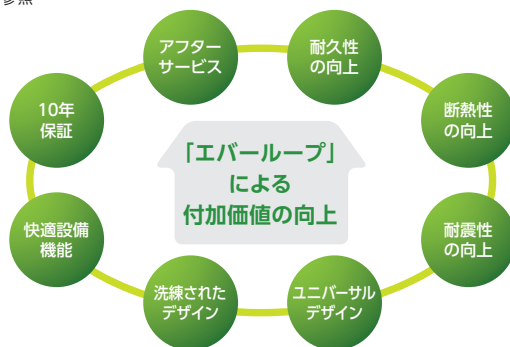 アフター
サービス
耐久性
の向上
10年
保証
断熱性
の向上
「エバーループ」
による
付加価値の向上
快適設備
機能
耐震性
の向上
洗練された
デザイン
ユニバーサル
デザイン